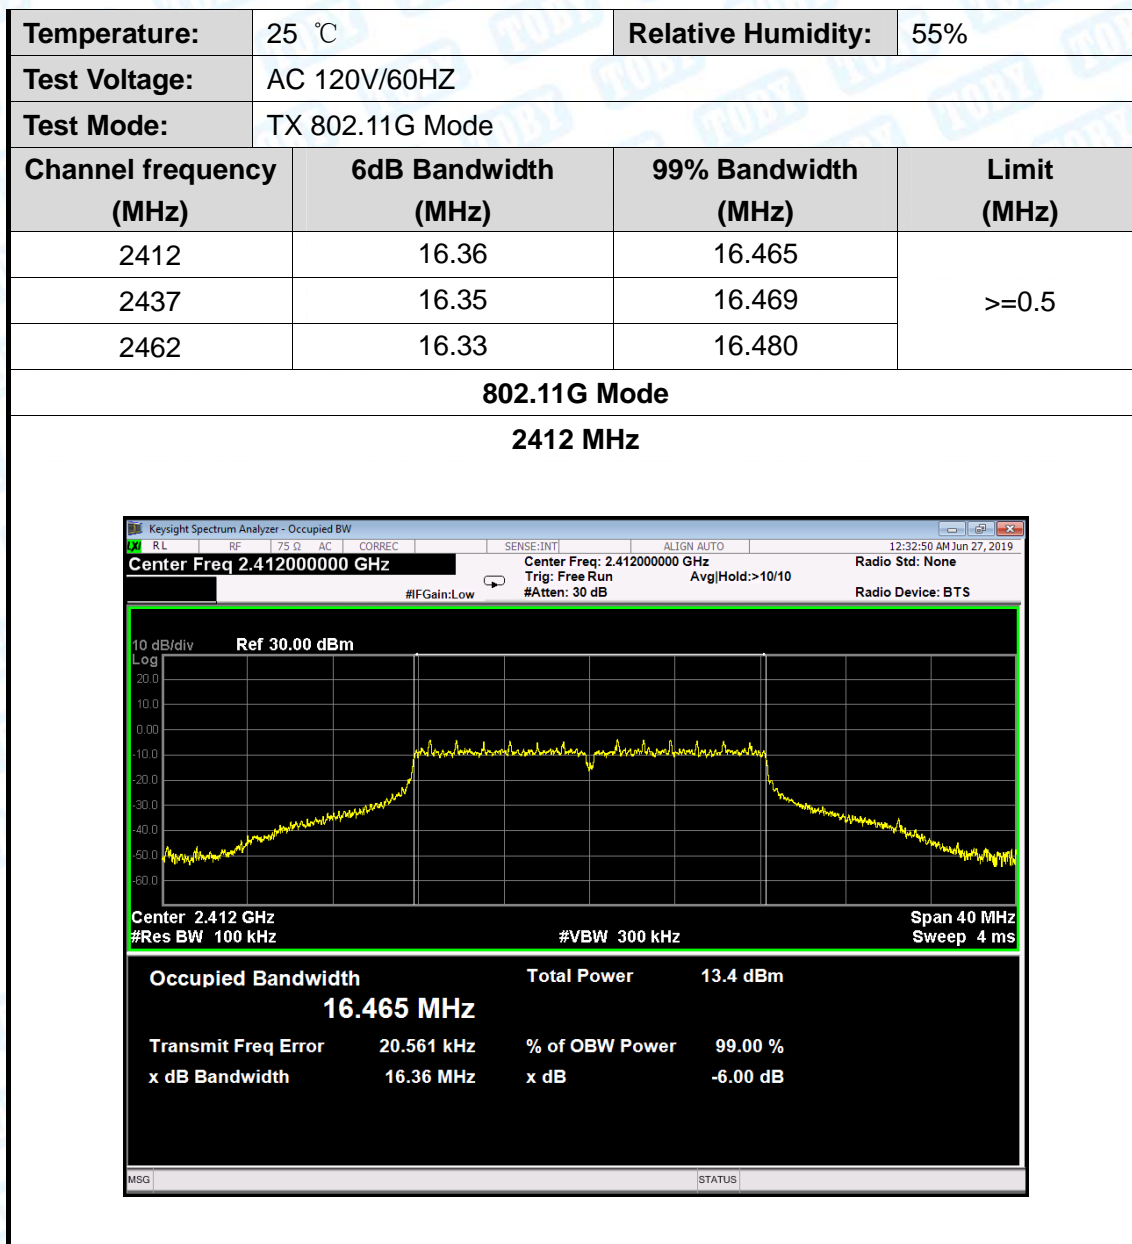 Temperature: 25 ℃ Relative Humidity: 55%
Test Voltage: AC 120V/60HZ
Test Mode: TX 802.11G Mode
Channel frequency (MHz) 6dB Bandwidth (MHz) 99% Bandwidth (MHz) Limit (MHz)
2412 16.36 16.465
2437 16.35 16.469 >=0.5
2462 16.33 16.480
802.11G Mode
2412 MHz
Keysight Spectrum Analyzer - Occupied BW
LXI RL RF 75 Ω AC CORREC SENSE:INT ALIGN AUTO 12:32:50 AM Jun 27, 2019
Center Freq 2.412000000 GHz Center Freq: 2.412000000 GHz Radio Std: None
Trig: Free Run Avg|Hold:>10/10
#IFGain:Low #Atten: 30 dB Radio Device: BTS
10 dB/div Ref 30.00 dBm
Log
20.0
10.0
0.00
-10.0
-20.0
-30.0
-40.0
-50.0
-60.0
Center 2.412 GHz Span 40 MHz
#Res BW 100 kHz #VBW 300 kHz Sweep 4 ms
Occupied Bandwidth Total Power 13.4 dBm
16.465 MHz
Transmit Freq Error 20.561 kHz % of OBW Power 99.00 %
x dB Bandwidth 16.36 MHz x dB -6.00 dB
MSG STATUS
TOBY